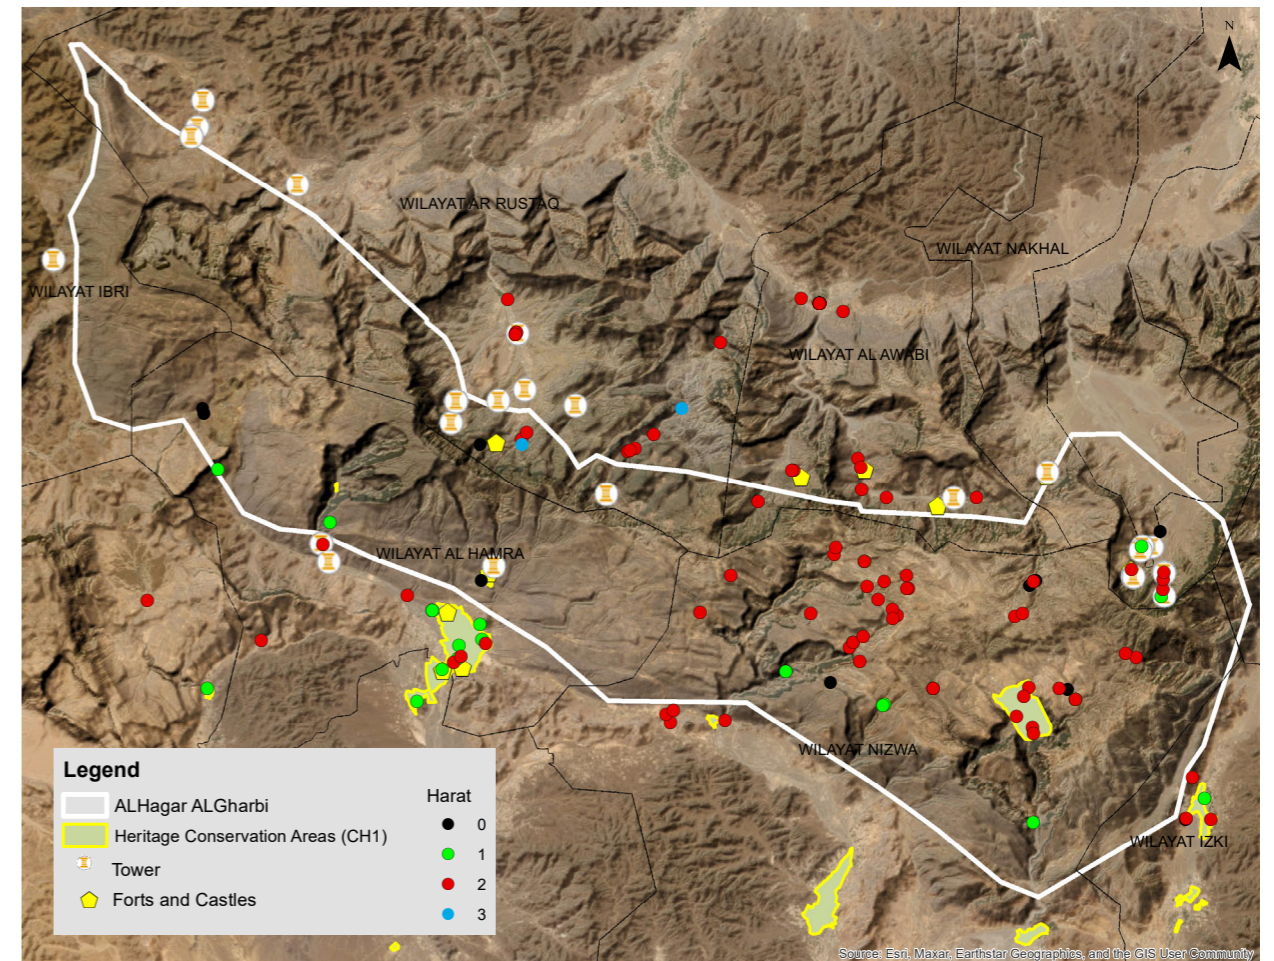 N
WILAYAT AR RUSTAQ
WILAYAT NAKHAL
WILAYAT IBRI
WILAYAT AL AWABI
WILAYAT AL HAMRA
WILAYAT NIZWA
WILAYAT IZKI
Legend
ALHagar ALGharbi
Heritage Conservation Areas (CH1)
Tower
Forts and Castles
Harat
0
1
2
3
Source: Esri, Maxar, Earthstar Geographics, and the GIS User Community